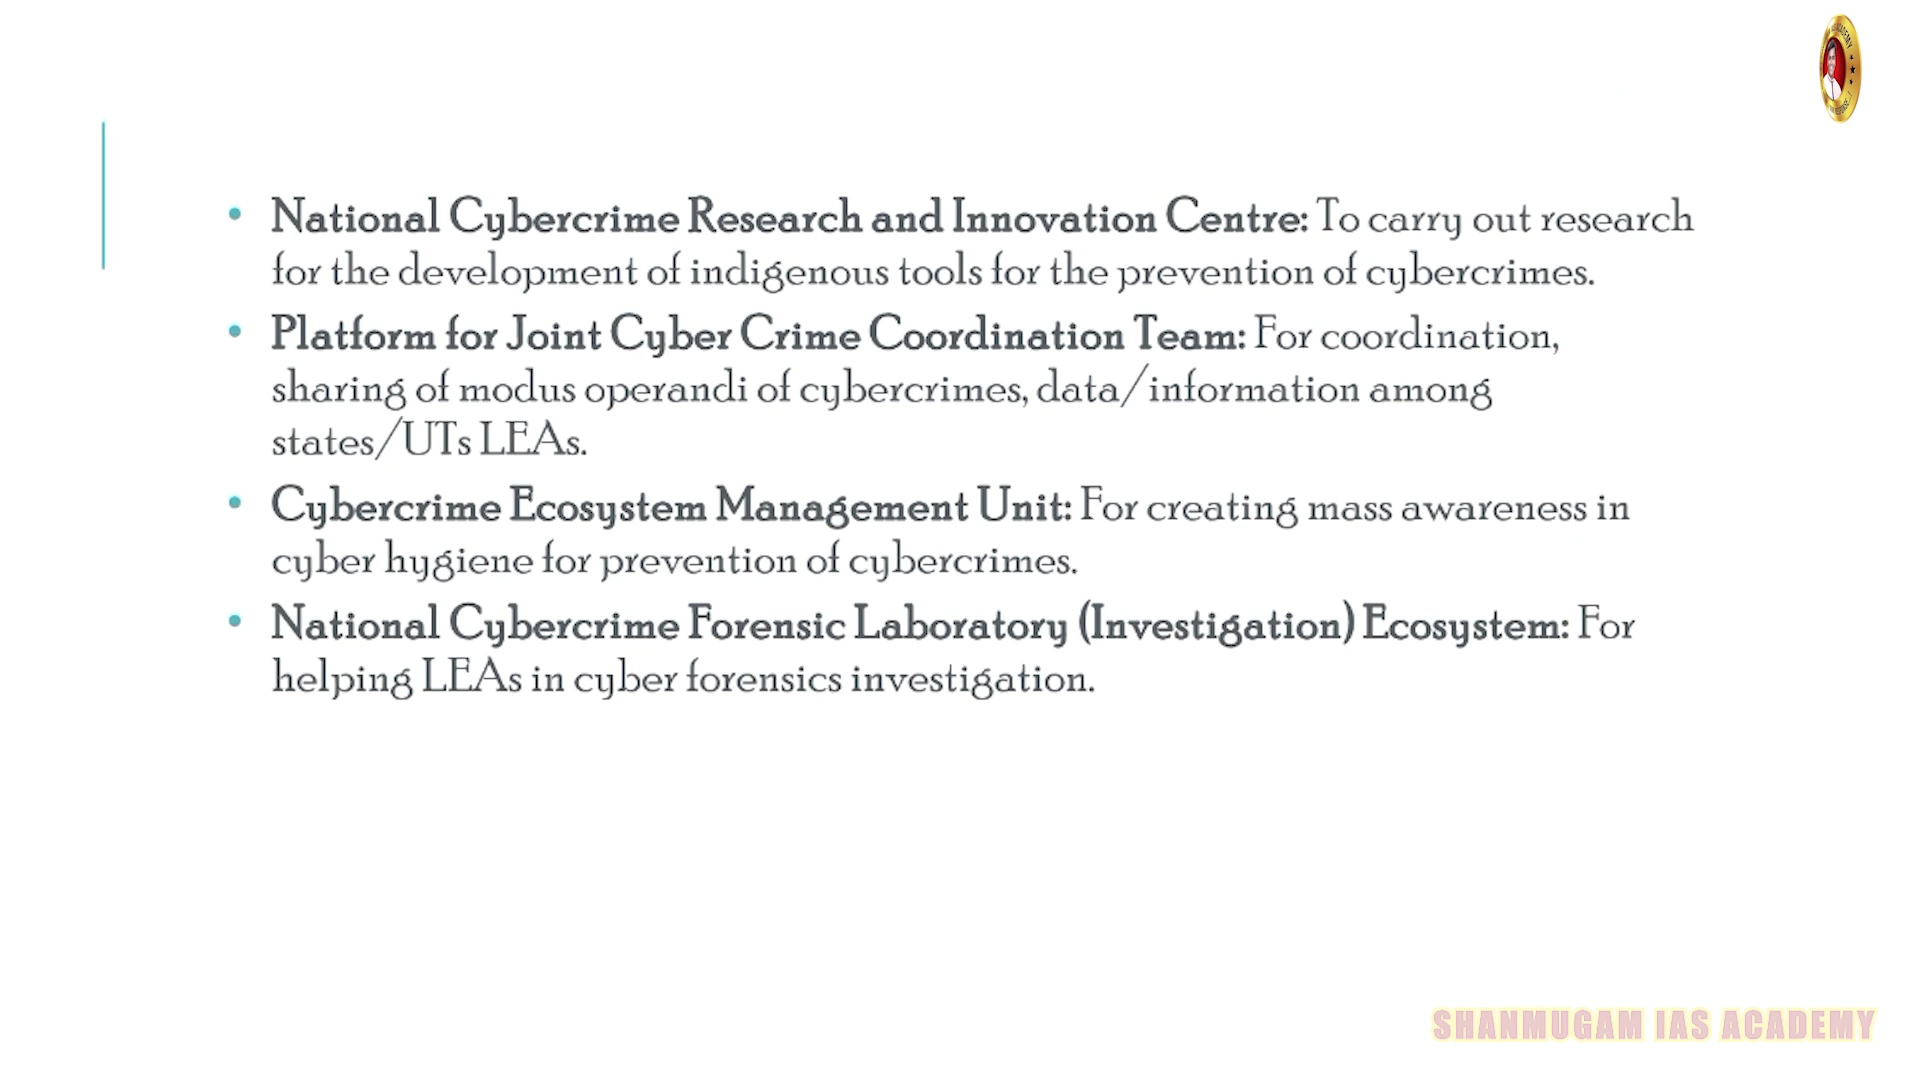 • National Cybercrime Research and Innovation Centre: To carry out research
for the development of indigenous tools for the prevention of cybercrimes.
• Platform for Joint Cyber Crime Coordination Team: For coordination,
sharing of modus operandi of cybercrimes, data/information among
states/UTs LEAs.
• Cybercrime Ecosystem Management Unit: For creating mass awareness in
cyber hygiene for prevention of cybercrimes.
• National Cybercrime Forensic Laboratory (Investigation) Ecosystem: For
helping LEAs in cyber forensics investigation.
SHANMUGAM IAS ACADEMY